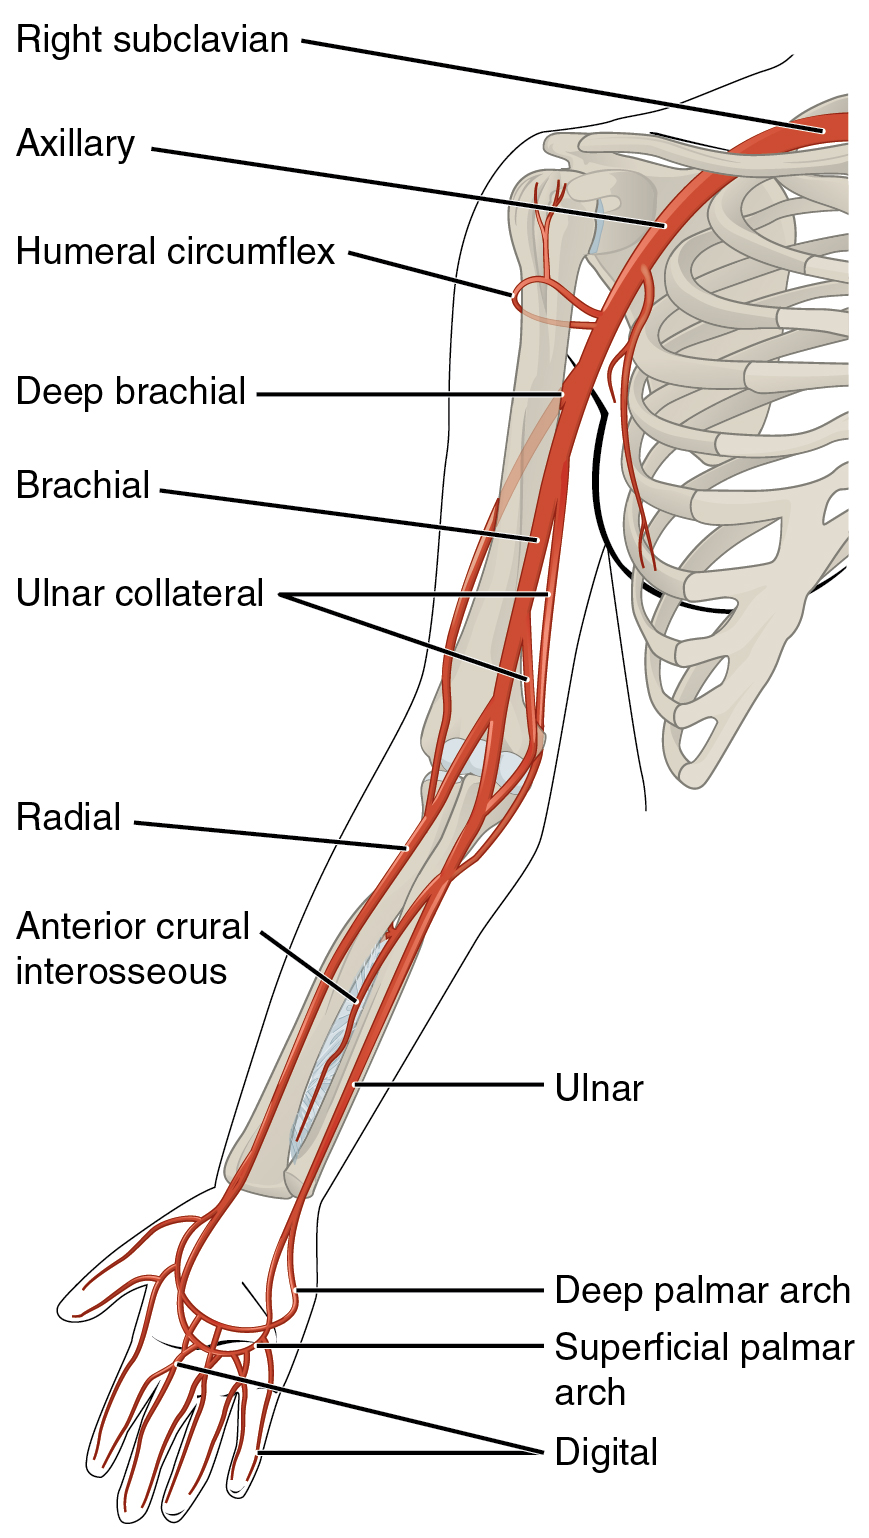 Right subclavian
Axillary
Humeral circumflex
Deep brachial
Brachial
Ulnar collateral
Radial
Anterior crural
interosseous
Ulnar
Deep palmar arch
Superficial palmar
arch
Digital